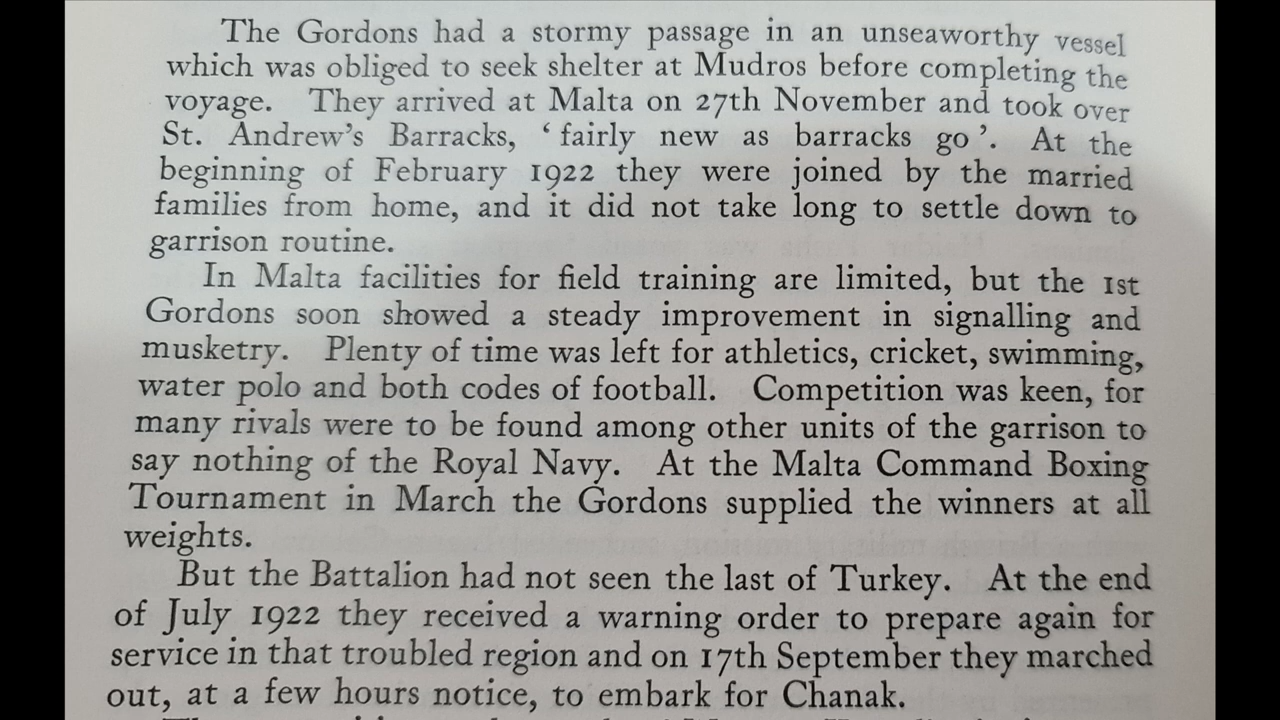 The Gordons had a stormy passage in an unseaworthy vessel
which was obliged to seek shelter at Mudros before completing the
voyage. They arrived at Malta on 27th November and took over
St. Andrew's Barracks, ‘fairly new as barracks go’. At the
beginning of February 1922 they were joined by the married
families from home, and it did not take long to settle down to
garrison routine.
In Malta facilities for field training are limited, but the 1st
Gordons soon showed a steady improvement in signalling and
musketry. Plenty of time was left for athletics, cricket, swimming,
water polo and both codes of football. Competition was keen, for
many rivals were to be found among other units of the garrison to
say nothing of the Royal Navy. At the Malta Command Boxing
Tournament in March the Gordons supplied the winners at all
weights.
But the Battalion had not seen the last of Turkey. At the end
of July 1922 they received a warning order to prepare again for
service in that troubled region and on 17th September they marched
out, at a few hours notice, to embark for Chanak.